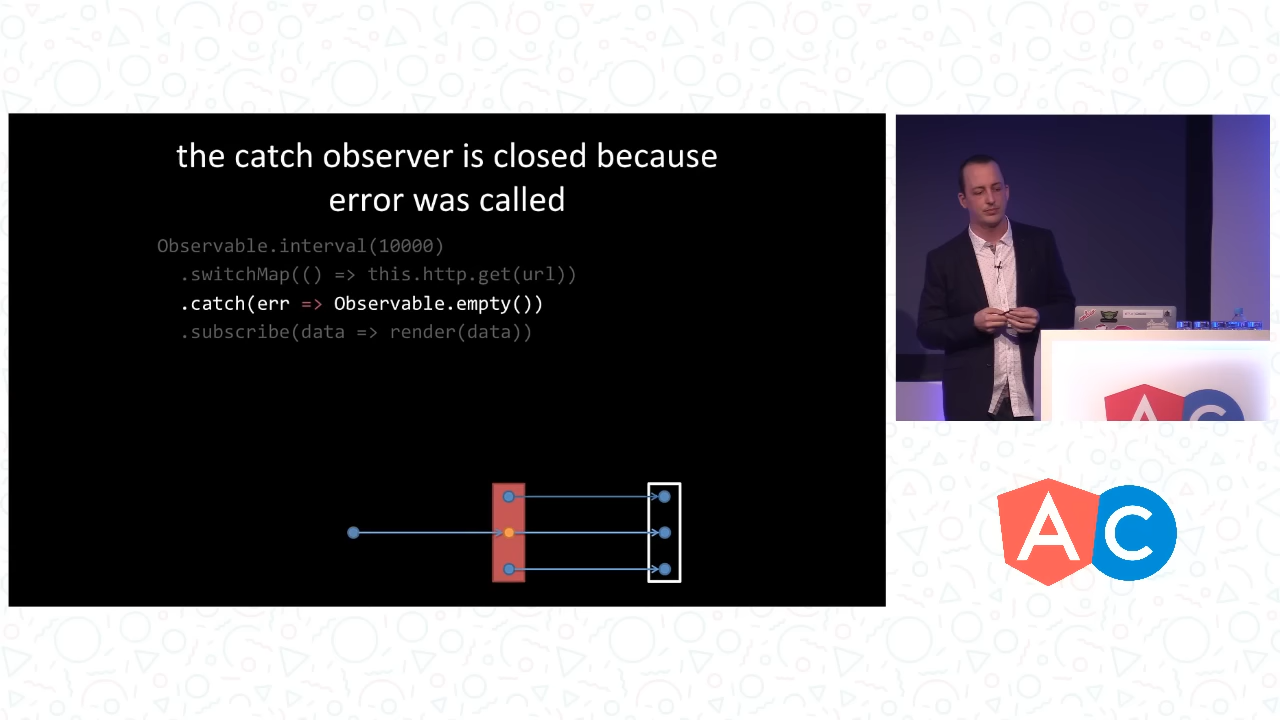 the catch observer is closed because
error was called
Observable.interval(10000)
.switchMap(() => this.http.get(url))
.catch(err => Observable.empty())
.subscribe(data => render(data))
A C
A C